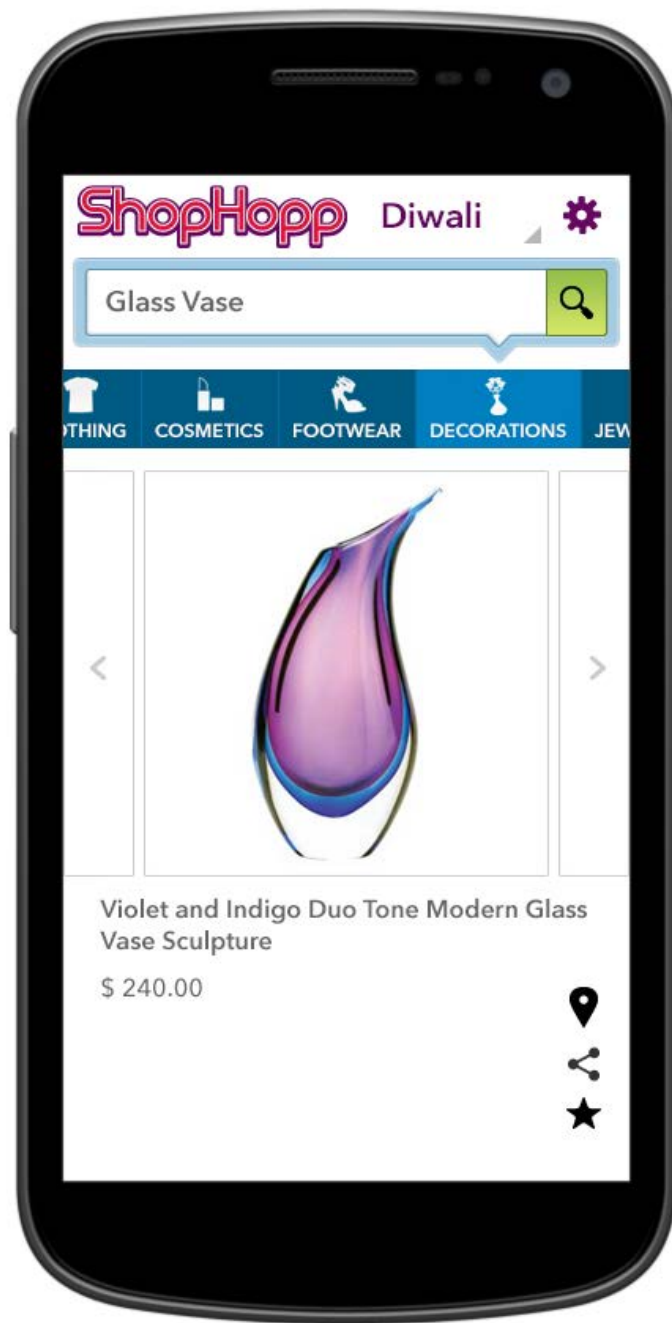 ShopHopp Diwali
Glass Vase
OTHING COSMETICS FOOTWEAR DECORATIONS JEW
Violet and Indigo Duo Tone Modern Glass
Vase Sculpture
$ 240.00